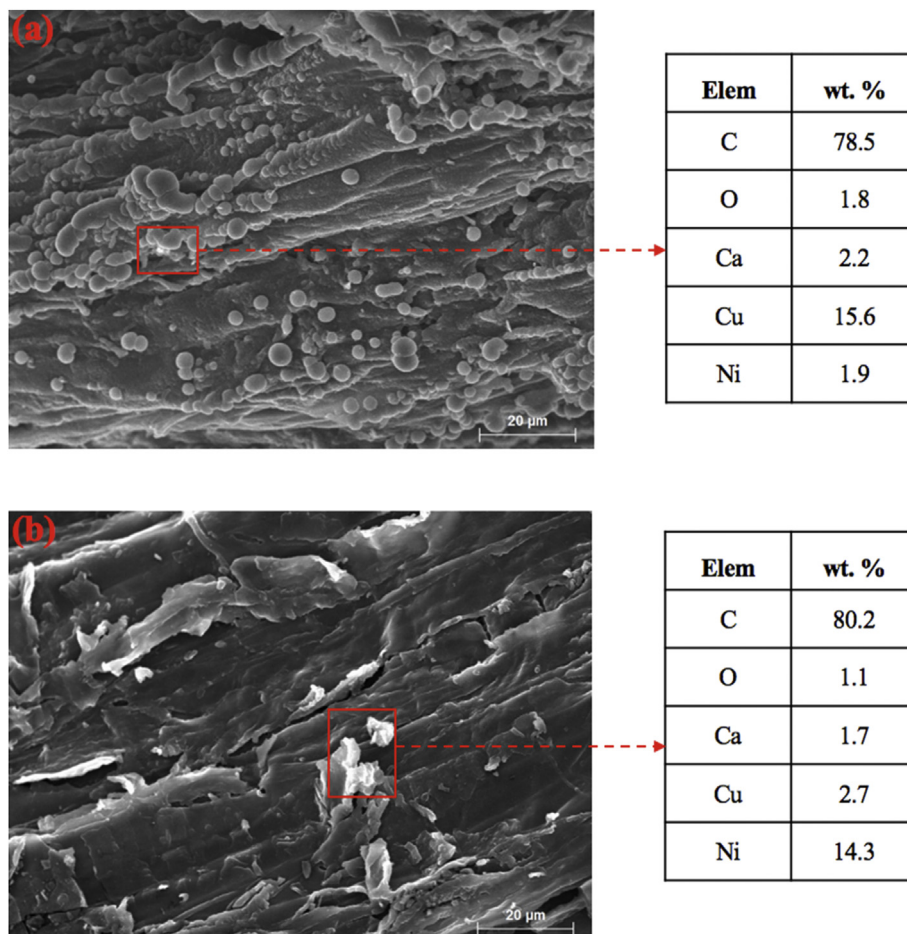 (a)
Elem wt. %
C 78.5
O 1.8
Ca 2.2
Cu 15.6
Ni 1.9
20 µm
(b)
Elem wt. %
C 80.2
O 1.1
Ca 1.7
Cu 2.7
Ni 14.3
20 µm